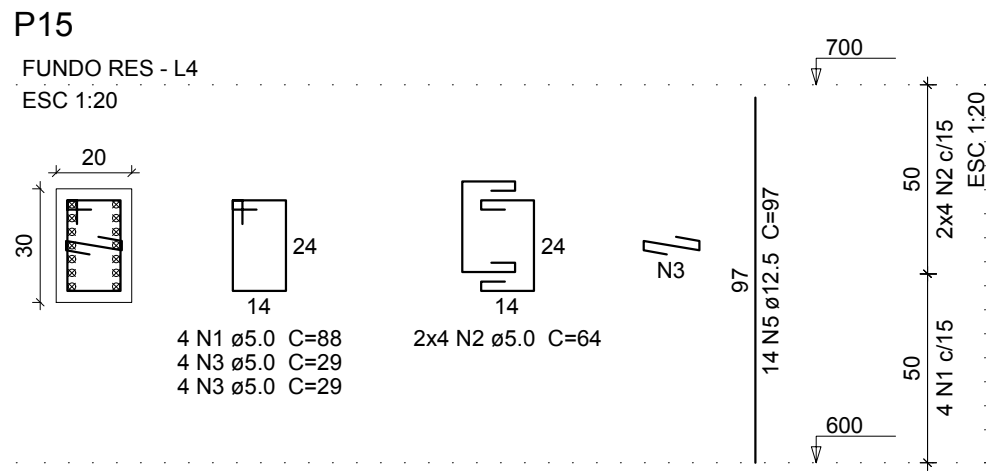 P15
FUNDO RES - L4
ESC 1:20
20
30
24
14
4 N1 ø5.0 C=88
4 N3 ø5.0 C=29
4 N3 ø5.0 C=29
24
14
2x4 N2 ø5.0 C=64
N3
97
14 N5 ø12.5 C=97
700
600
50
2x4 N2 c/15
50
4 N1 c/15
ESC 1:20